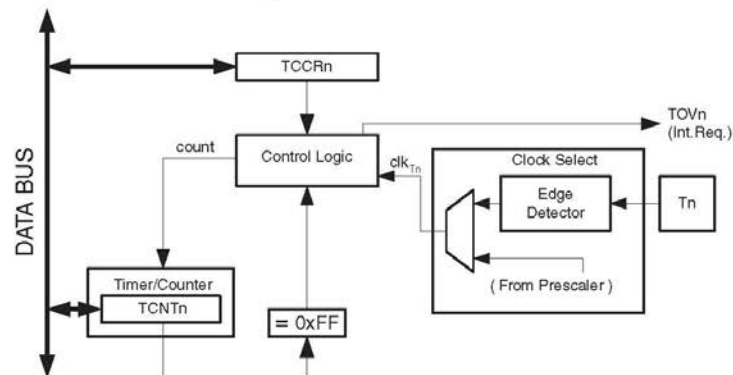 TCCRn
TOVn
(Int.Req.)
count
Control Logic
clkTn
Clock Select
Edge
Detector
Tn
DATA BUS
Timer/Counter
TCNTn
= 0xFF
( From Prescaler )